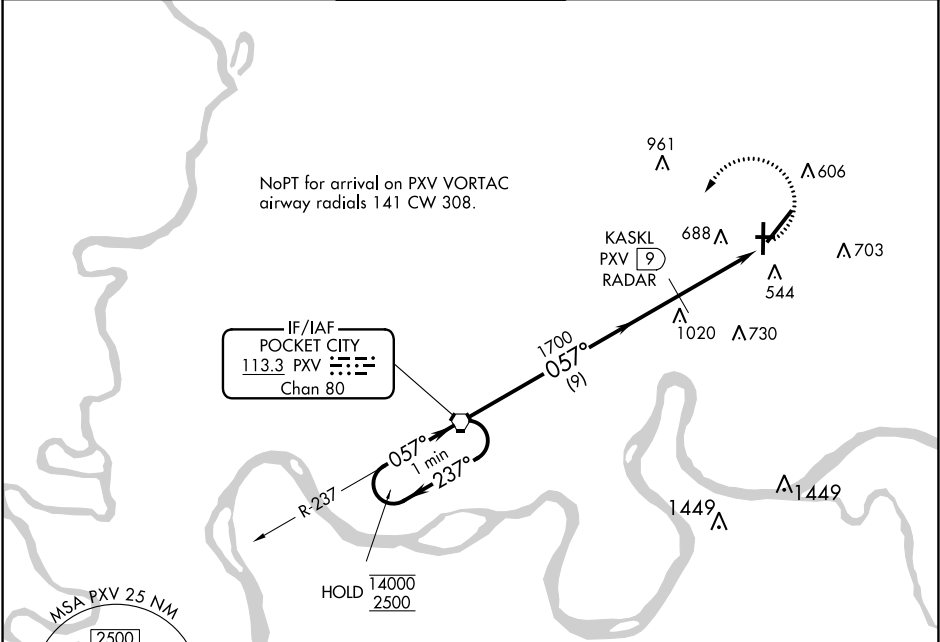 961
606
NoPT for arrival on PXV VORTAC
airway radials 141 CW 308.
KASKL
PXV 9
RADAR
688
703
544
1020
730
IF/IAF
POCKET CITY
113.3 PXV
Chan 80
1700
057°
(9)
057°
1 min
237°
R-237
1449
1449
HOLD 14000
2500
MSA PXV 25 NM
2500